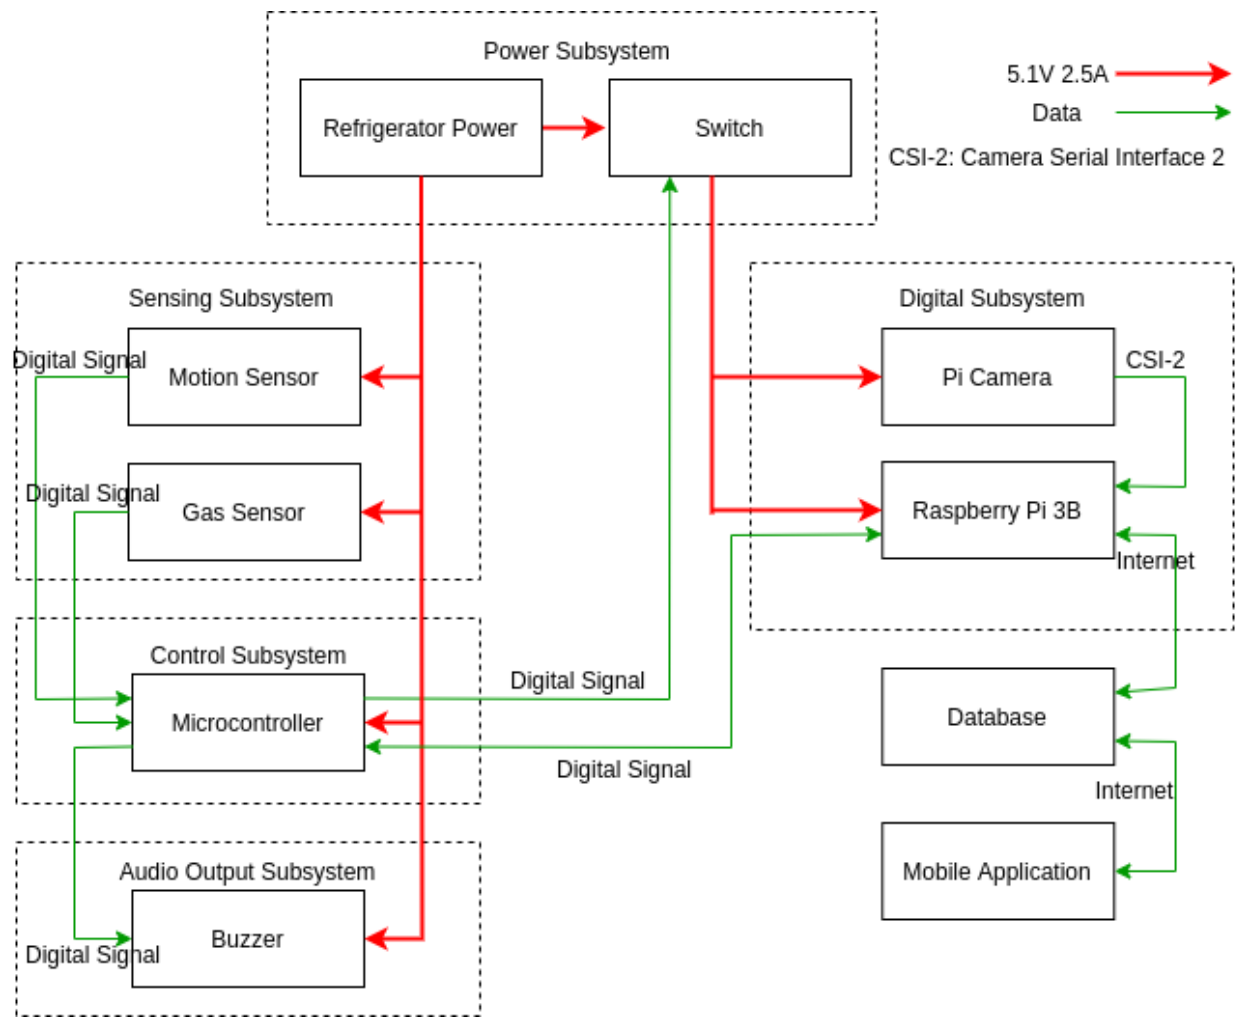 Power Subsystem
Refrigerator Power
Switch
5.1V 2.5A
Data
CSI-2: Camera Serial Interface 2
Sensing Subsystem
Digital Signal
Motion Sensor
Digital Signal
Gas Sensor
Digital Subsystem
Pi Camera
CSI-2
Raspberry Pi 3B
Internet
Control Subsystem
Microcontroller
Digital Signal
Digital Signal
Database
Internet
Mobile Application
Audio Output Subsystem
Buzzer
Digital Signal